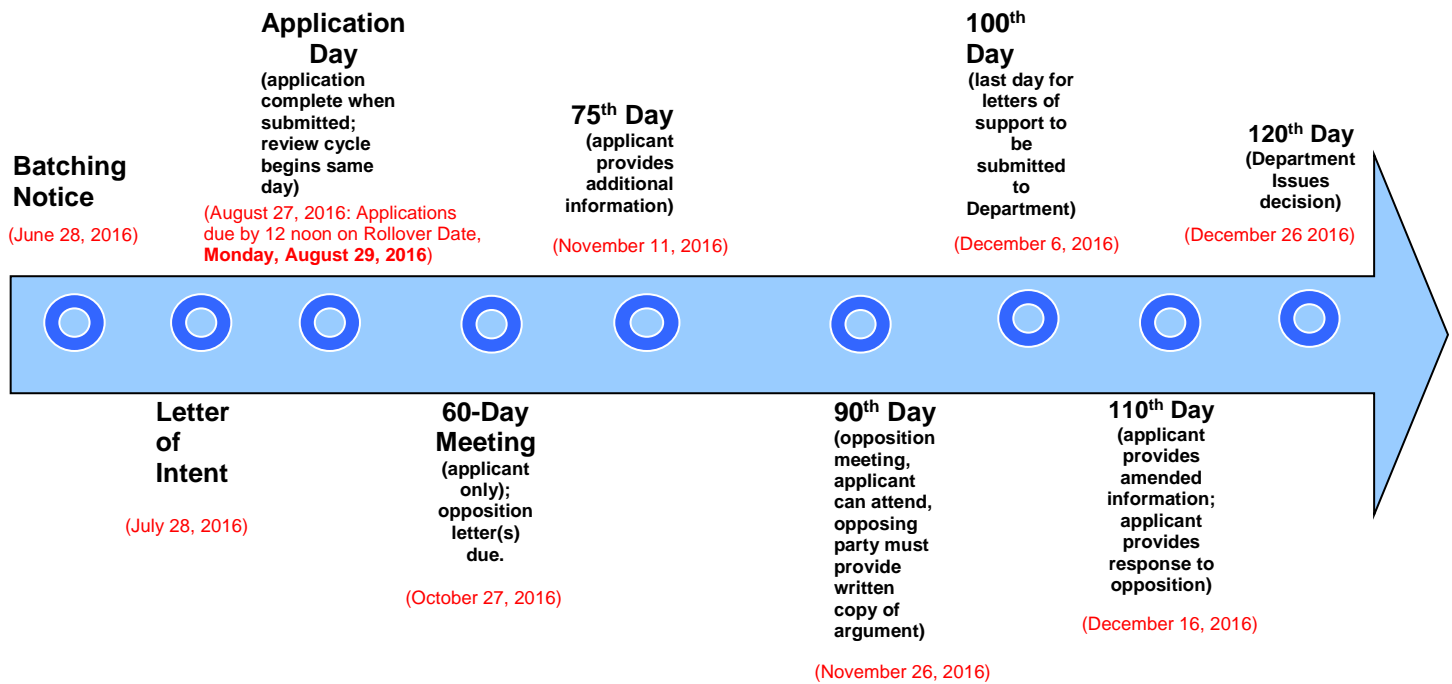 Batching
Notice
(June 28, 2016)
Letter
of
Intent
(July 28, 2016)
Application
Day
(application
complete when
submitted;
review cycle
begins same
day)
(August 27, 2016: Applications
due by 12 noon on Rollover Date,
Monday, August 29, 2016)
60-Day
Meeting
(applicant
only);
opposition
letter(s)
due.
(October 27, 2016)
75th Day
(applicant
provides
additional
information)
(November 11, 2016)
90th Day
(opposition
meeting,
applicant
can attend,
opposing
party must
provide
written
copy of
argument)
(November 26, 2016)
100th
Day
(last day for
letters of
support to
be
submitted
to
Department)
(December 6, 2016)
110th Day
(applicant
provides
amended
information;
applicant
provides
response to
opposition)
(December 16, 2016)
120th Day
(Department
Issues
decision)
(December 26 2016)